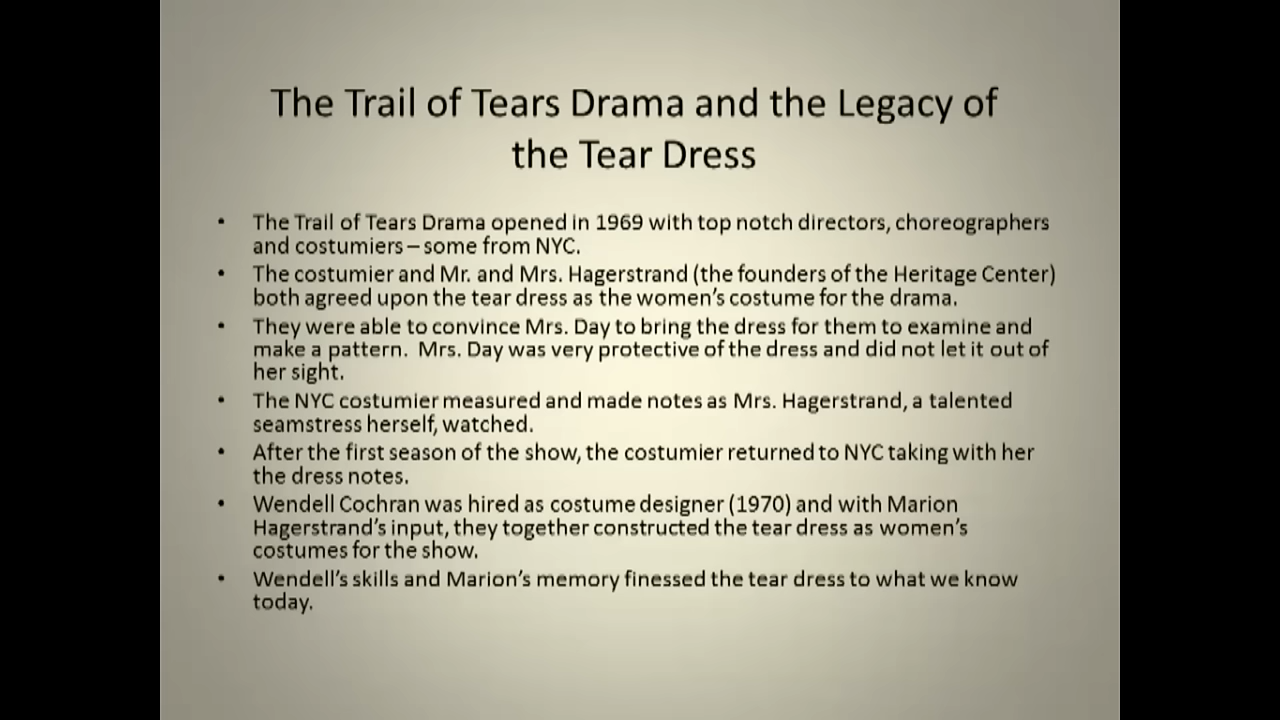 The Trail of Tears Drama and the Legacy of
the Tear Dress
• The Trail of Tears Drama opened in 1969 with top notch directors, choreographers
and costumiers – some from NYC.
• The costumier and Mr. and Mrs. Hagerstrand (the founders of the Heritage Center)
both agreed upon the tear dress as the women's costume for the drama.
• They were able to convince Mrs. Day to bring the dress for them to examine and
make a pattern. Mrs. Day was very protective of the dress and did not let it out of
her sight.
• The NYC costumier measured and made notes as Mrs. Hagerstrand, a talented
seamstress herself, watched.
• After the first season of the show, the costumier returned to NYC taking with her
the dress notes.
• Wendell Cochran was hired as costume designer (1970) and with Marion
Hagerstrand's input, they together constructed the tear dress as women's
costumes for the show.
• Wendell's skills and Marion's memory finessed the tear dress to what we know
today.